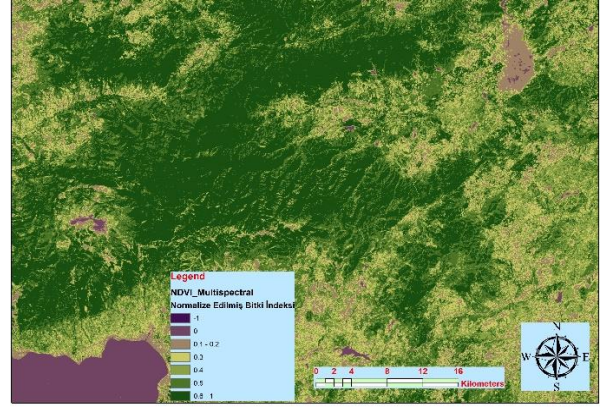 Legend
NDVI_Multispectral
Normalize Edilmiş Bitki İndeksi
-1
0
0.1 - 0.2
0.3
0.4
0.5
0.6 1
0 2 4 8 12 16
Kilometers
N
W E
S